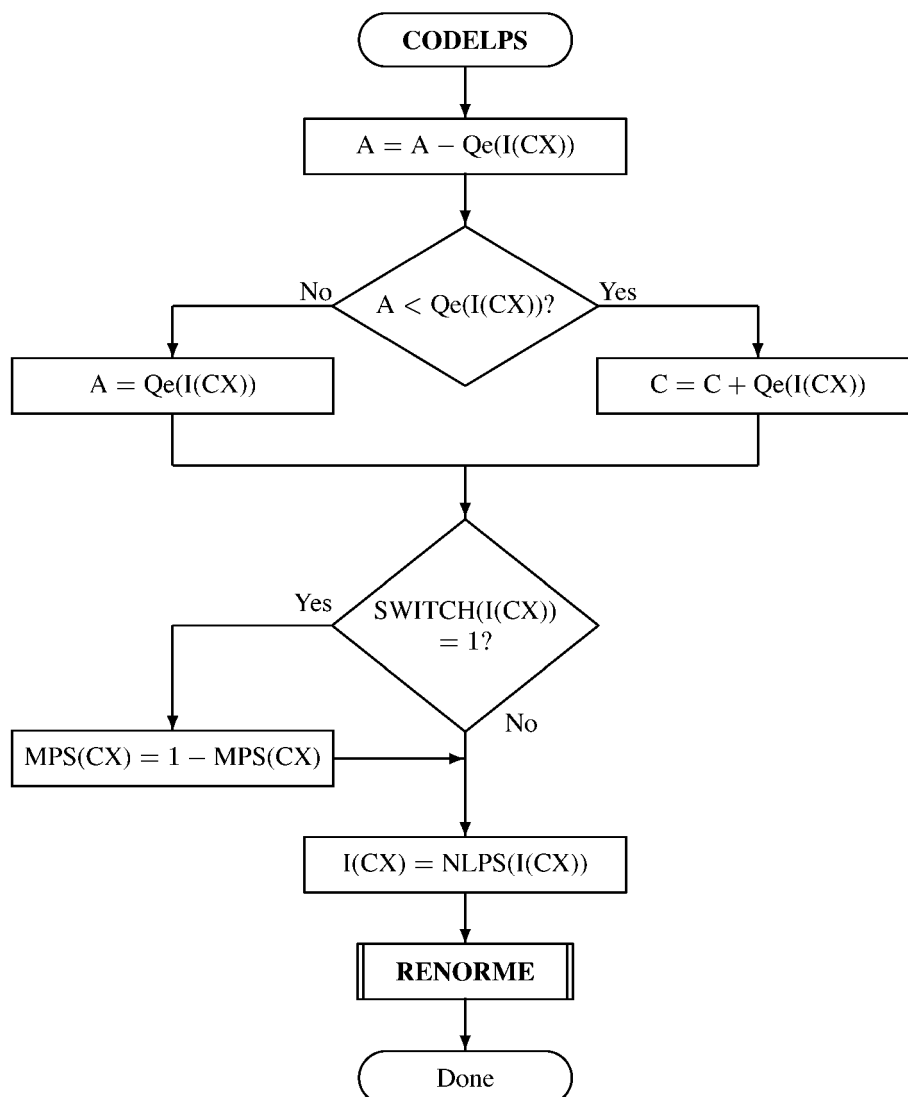 CODELPS
A = A − Qe(I(CX))
No
A < Qe(I(CX))?
Yes
A = Qe(I(CX))
C = C + Qe(I(CX))
Yes
SWITCH(I(CX))
= 1?
No
MPS(CX) = 1 − MPS(CX)
I(CX) = NLPS(I(CX))
RENORME
Done